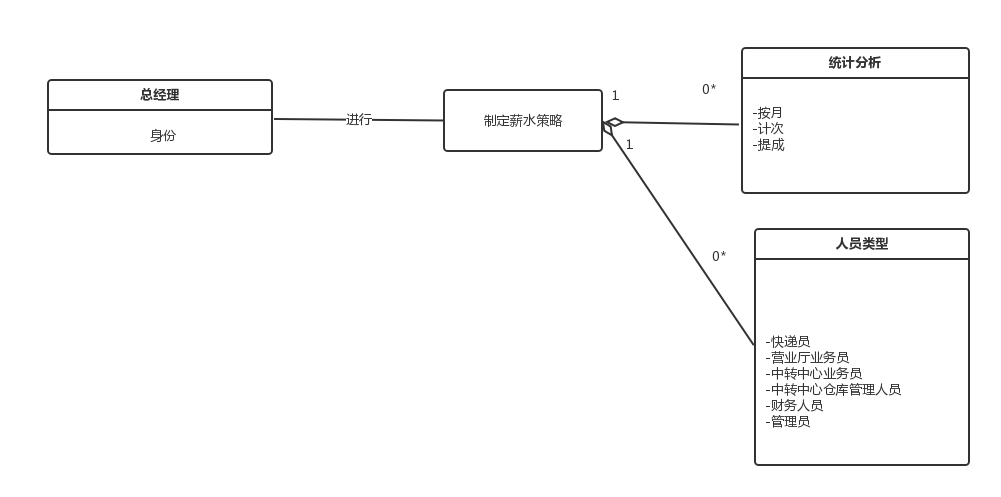 总经理
身份
进行
制定薪水策略
1
0*
统计分析
-按月
-计次
-提成
1
0*
人员类型
-快递员
-营业厅业务员
-中转中心业务员
-中转中心仓库管理人员
-财务人员
-管理员